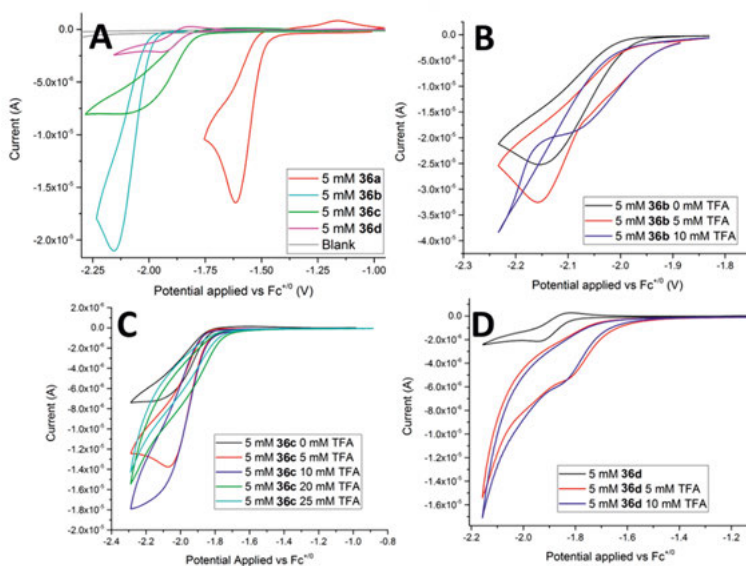 A
0.0
-5.0x10⁻⁶
-1.0x10⁻⁵
-1.5x10⁻⁵
-2.0x10⁻⁵
Current (A)
5 mM 36a
5 mM 36b
5 mM 36c
5 mM 36d
Blank
-2.25 -2.00 -1.75 -1.50 -1.25 -1.00
Potential applied vs Fc⁺/⁰ (V)
B
0.0
-5.0x10⁻⁶
-1.0x10⁻⁵
-1.5x10⁻⁵
-2.0x10⁻⁵
-2.5x10⁻⁵
-3.0x10⁻⁵
-3.5x10⁻⁵
-4.0x10⁻⁵
Current (A)
5 mM 36b 0 mM TFA
5 mM 36b 5 mM TFA
5 mM 36b 10 mM TFA
-2.3 -2.2 -2.1 -2.0 -1.9 -1.8
Potential applied vs Fc⁺/⁰ (V)
C
0.0
-2.0x10⁻⁶
-4.0x10⁻⁶
-6.0x10⁻⁶
-8.0x10⁻⁶
-1.0x10⁻⁵
-1.2x10⁻⁵
-1.4x10⁻⁵
-1.6x10⁻⁵
-1.8x10⁻⁵
-2.0x10⁻⁵
Current (A)
5 mM 36c 0 mM TFA
5 mM 36c 5 mM TFA
5 mM 36c 10 mM TFA
5 mM 36c 20 mM TFA
5 mM 36c 25 mM TFA
-2.4 -2.2 -2.0 -1.8 -1.6 -1.4 -1.2 -1.0 -0.8
Potential Applied vs Fc⁺/⁰
D
0.0
-2.0x10⁻⁶
-4.0x10⁻⁶
-6.0x10⁻⁶
-8.0x10⁻⁶
-1.0x10⁻⁵
-1.2x10⁻⁵
-1.4x10⁻⁵
-1.6x10⁻⁵
Current (A)
5 mM 36d
5 mM 36d 5 mM TFA
5 mM 36d 10 mM TFA
-2.0 -1.8 -1.6 -1.4 -1.2
Potential Applied vs Fc⁺/⁰